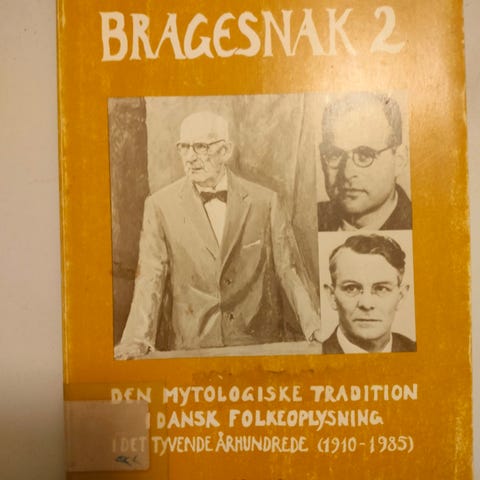 BRAGESNAK 2
DEN MYTOLOGISKE TRADITION
I DANSK FOLKEOPLYSNING
I DET TYVENDE ÅRHUNDREDE (1910-1985)